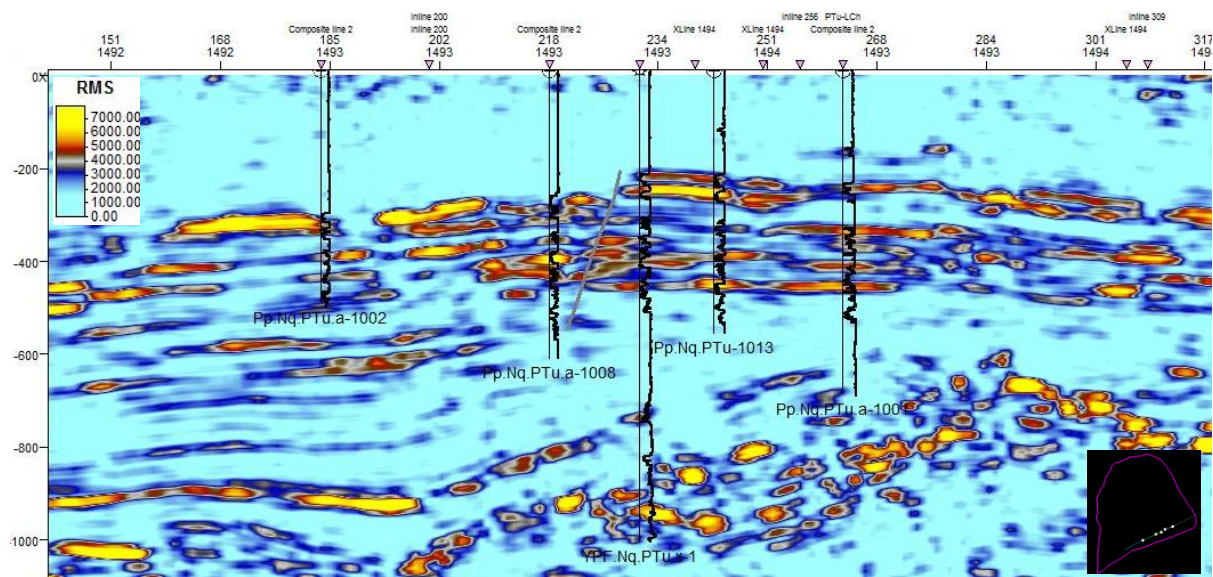 Inline 200 Inline 256 PTu-LCh Inline 309
Composite line 2 Inline 200 Composite line 2 XLine 1494 XLine 1494 Composite line 2 XLine 1494
151 168 185 202 218 234 251 268 284 301 317
1492 1492 1493 1493 1493 1493 1493 1493 1493 1494 1494
0
RMS
7000.00
6000.00
5000.00
4000.00
3000.00
2000.00
1000.00
0.00
-200
-400
Pp.Nq.PTu.a-1002
Pp.Nq.PTu-1013
-600
Pp.Nq.PTu.a-1008
Pp.Nq.PTu.a-1001
-800
-1000
YPF.Nq.PTu.x-1